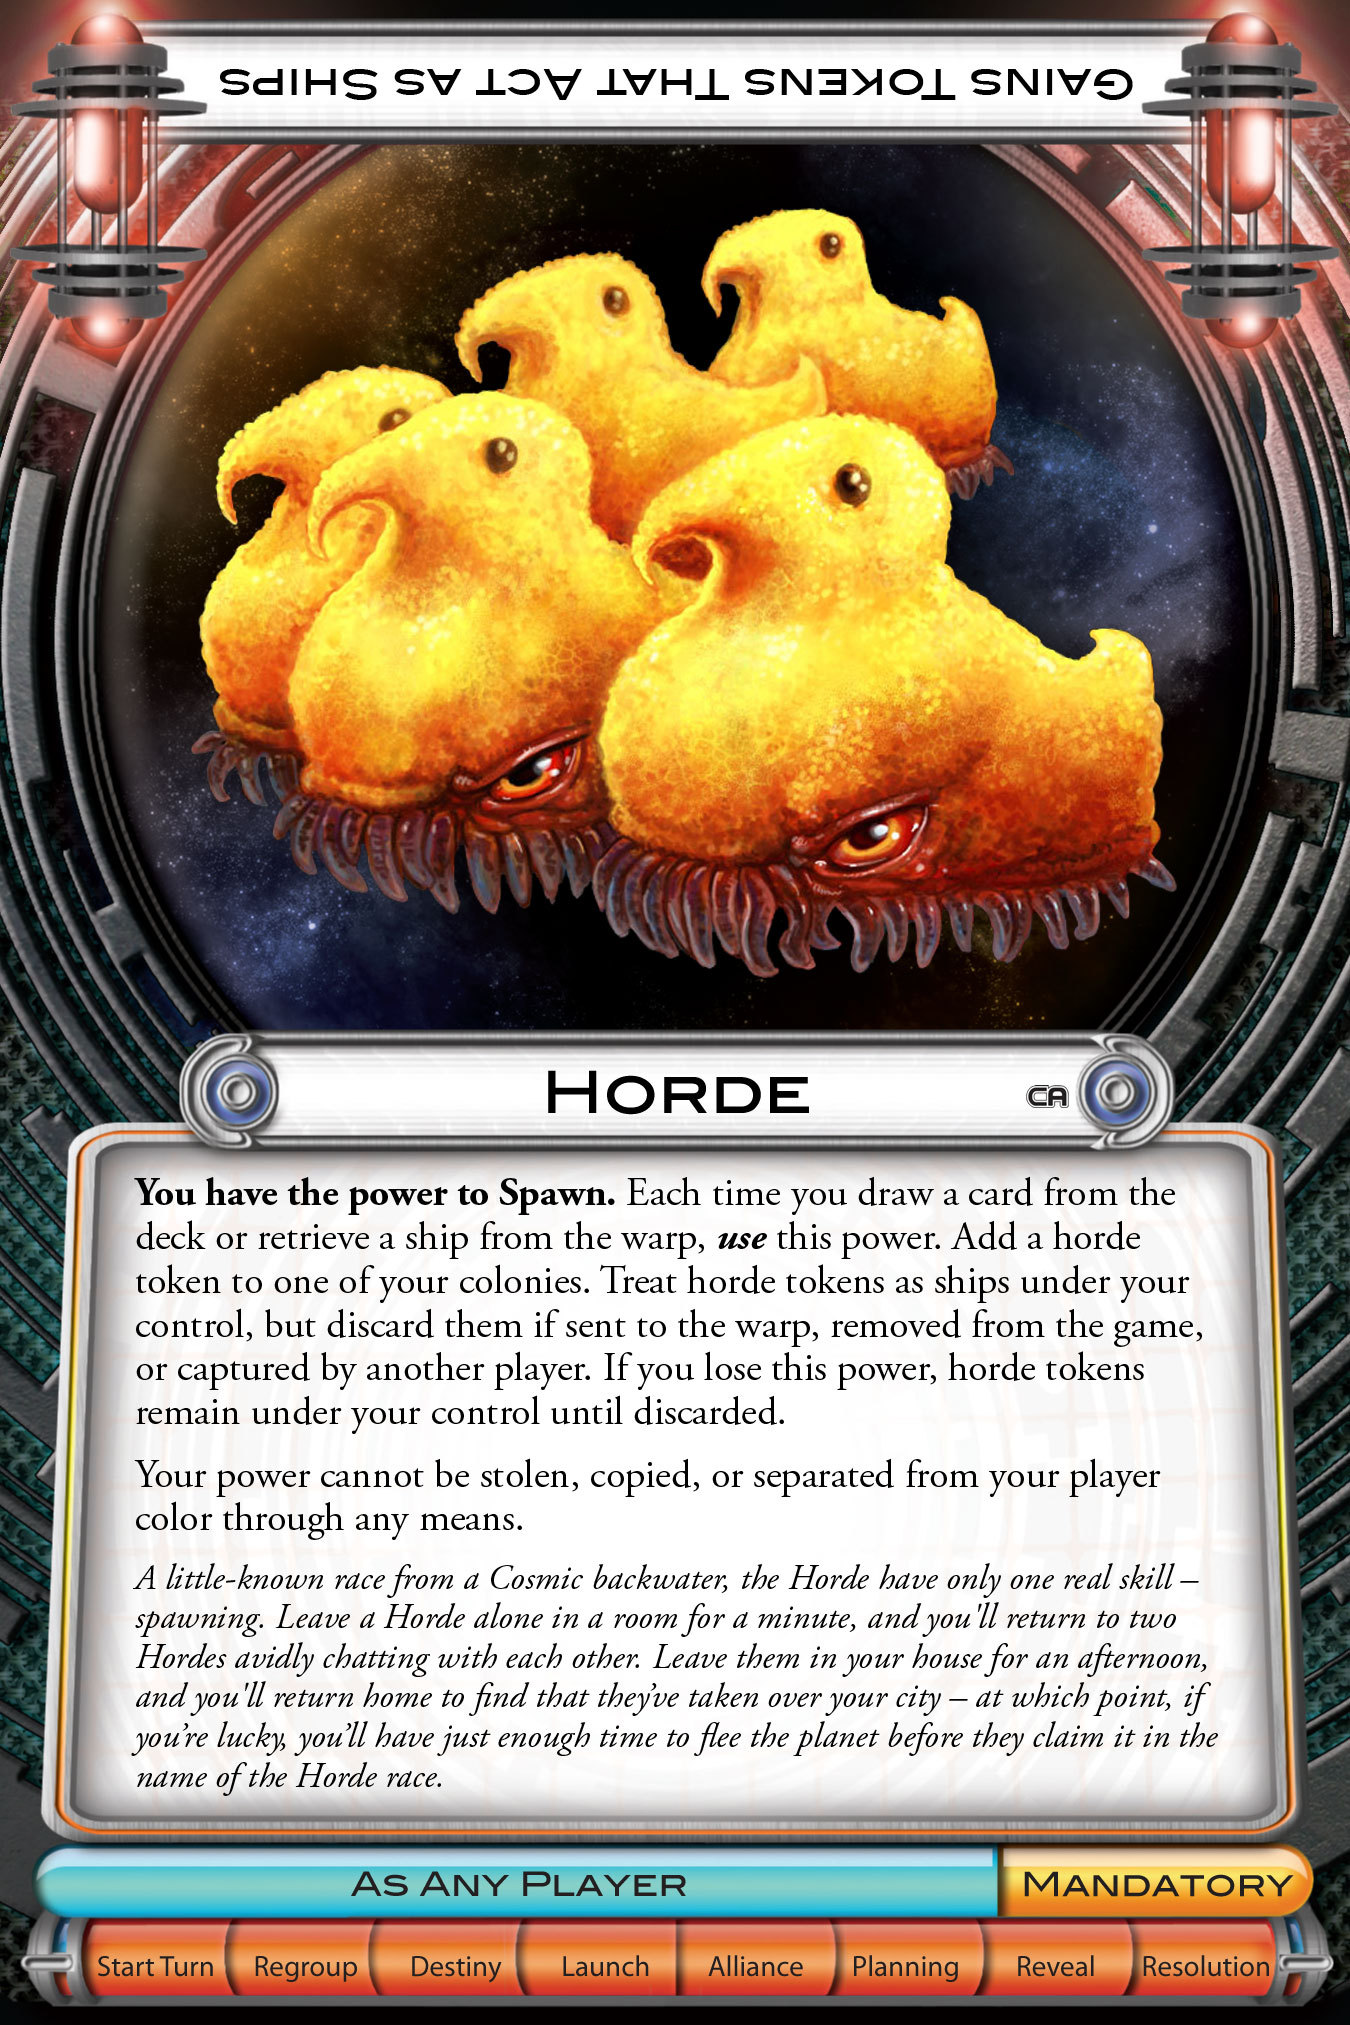 Gains Tokens That Act as Ships
Horde
CA
You have the power to Spawn. Each time you draw a card from the
deck or retrieve a ship from the warp, use this power. Add a horde
token to one of your colonies. Treat horde tokens as ships under your
control, but discard them if sent to the warp, removed from the game,
or captured by another player. If you lose this power, horde tokens
remain under your control until discarded.
Your power cannot be stolen, copied, or separated from your player
color through any means.
A little-known race from a Cosmic backwater, the Horde have only one real skill –
spawning. Leave a Horde alone in a room for a minute, and you'll return to two
Hordes avidly chatting with each other. Leave them in your house for an afternoon,
and you'll return home to find that they’ve taken over your city – at which point, if
you’re lucky, you’ll have just enough time to flee the planet before they claim it in the
name of the Horde race.
As Any Player
Mandatory
Start Turn Regroup Destiny Launch Alliance Planning Reveal Resolution